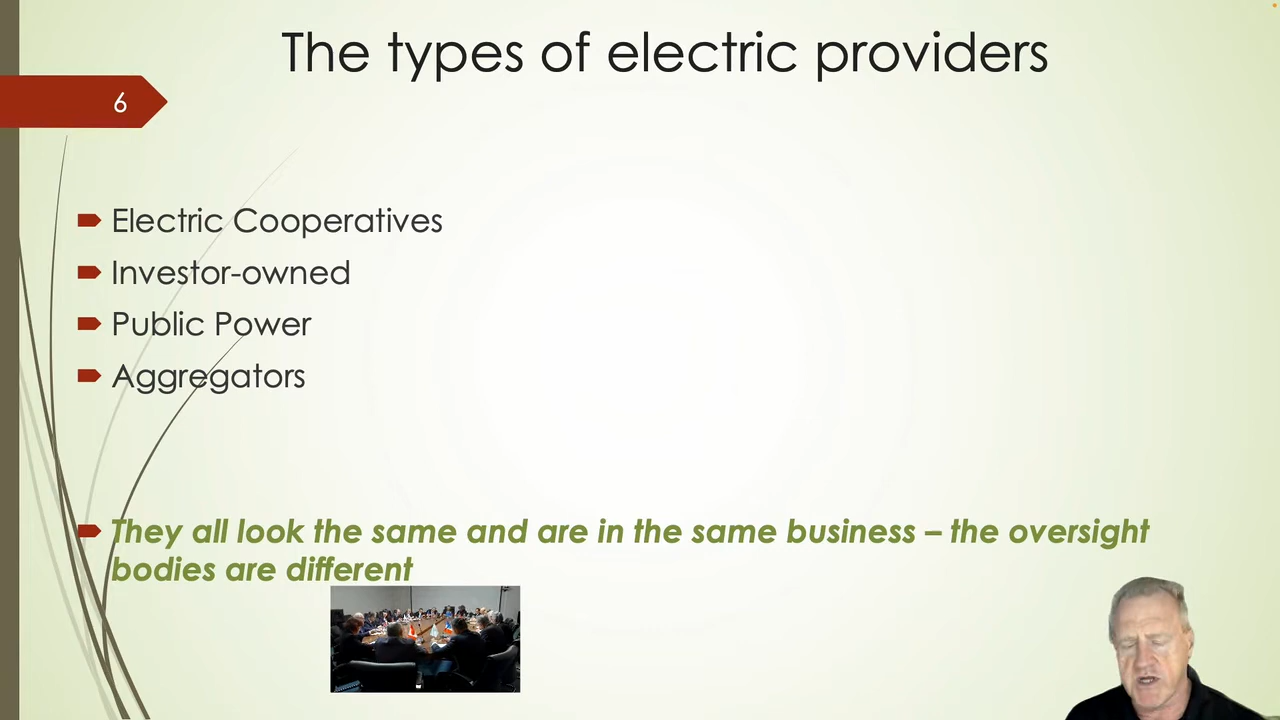 The types of electric providers
6
Electric Cooperatives
Investor-owned
Public Power
Aggregators
They all look the same and are in the same business – the oversight
bodies are different